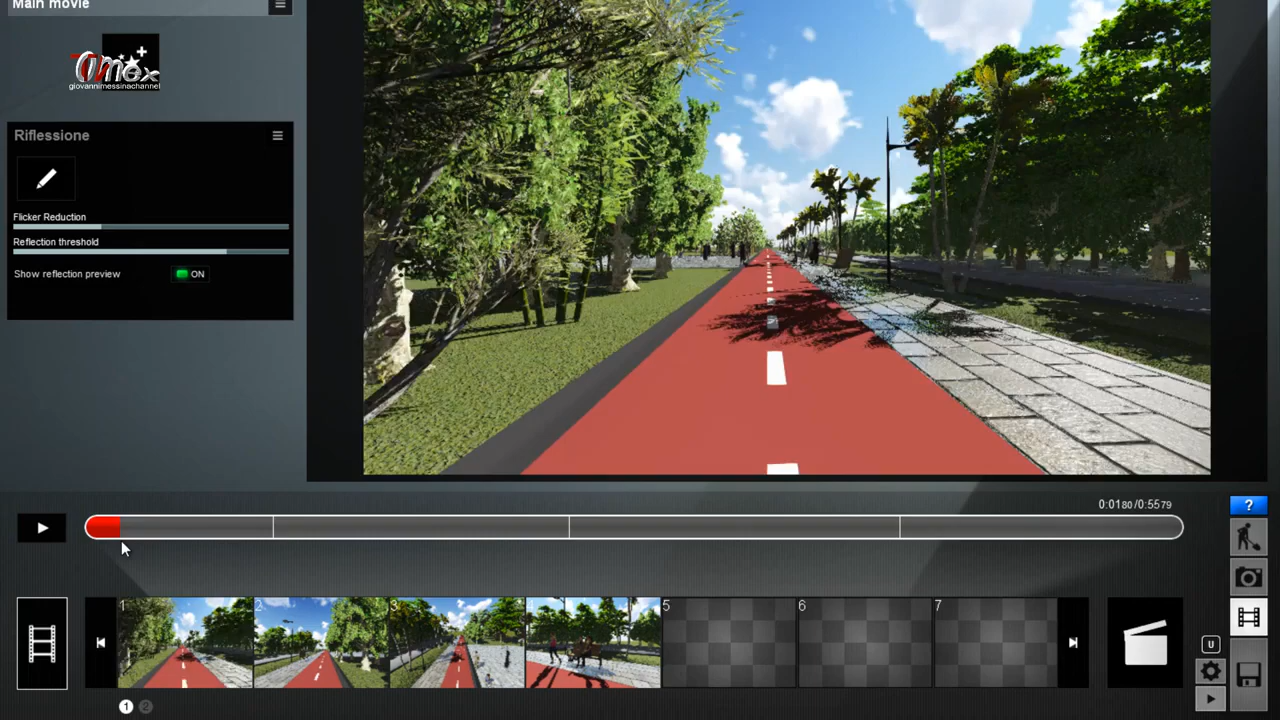 Main movie
Omex
giovannimessinachannel
Riflessione
Flicker Reduction
Reflection threshold
Show reflection preview ON
0:0180/0:5579
?
1 2 3 5 6 7
U
1 2